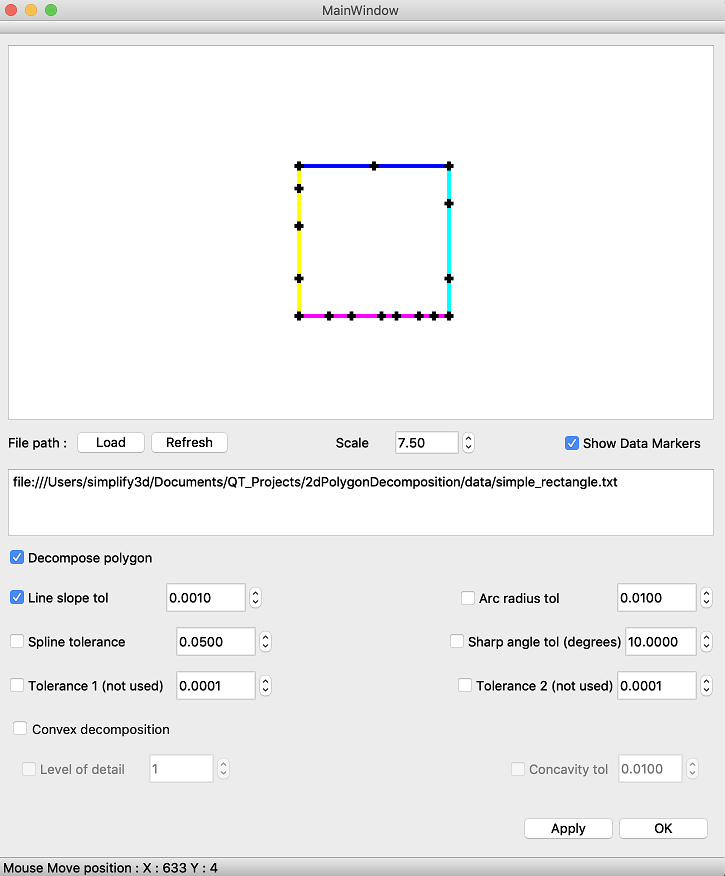 MainWindow
File path : Load Refresh Scale 7.50 Show Data Markers
file:///Users/simplify3d/Documents/QT_Projects/2dPolygonDecomposition/data/simple_rectangle.txt
Decompose polygon
Line slope tol 0.0010 Arc radius tol 0.0100
Spline tolerance 0.0500 Sharp angle tol (degrees) 10.0000
Tolerance 1 (not used) 0.0001 Tolerance 2 (not used) 0.0001
Convex decomposition
Level of detail 1 Concavity tol 0.0100
Apply OK
Mouse Move position : X : 633 Y : 4